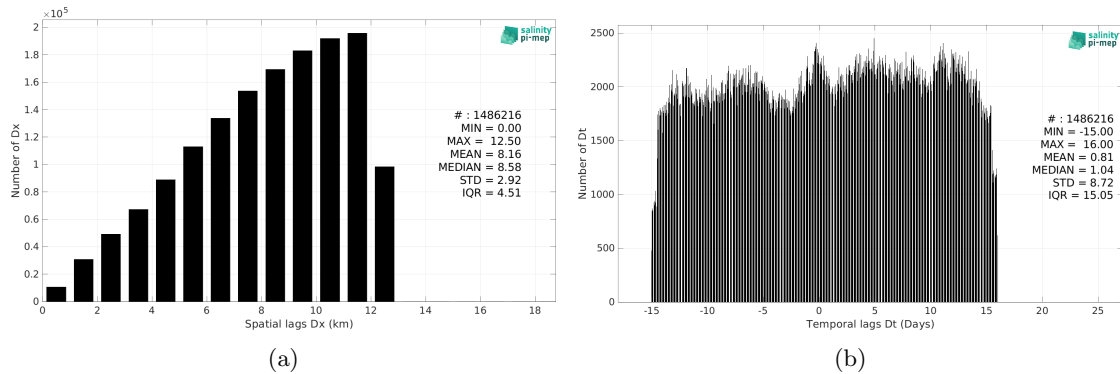 ×10⁵
2
1.8
1.6
1.4
1.2
1
0.8
0.6
0.4
0.2
0
Number of Dx
0 2 4 6 8 10 12 14 16 18
Spatial lags Dx (km)
salinity
pi-mep
# : 1486216
MIN = 0.00
MAX = 12.50
MEAN = 8.16
MEDIAN = 8.58
STD = 2.92
IQR = 4.51
(a)
2500
2000
1500
1000
500
0
Number of Dt
-15 -10 -5 0 5 10 15 20 25
Temporal lags Dt (Days)
salinity
pi-mep
# : 1486216
MIN = -15.00
MAX = 16.00
MEAN = 0.81
MEDIAN = 1.04
STD = 8.72
IQR = 15.05
(b)